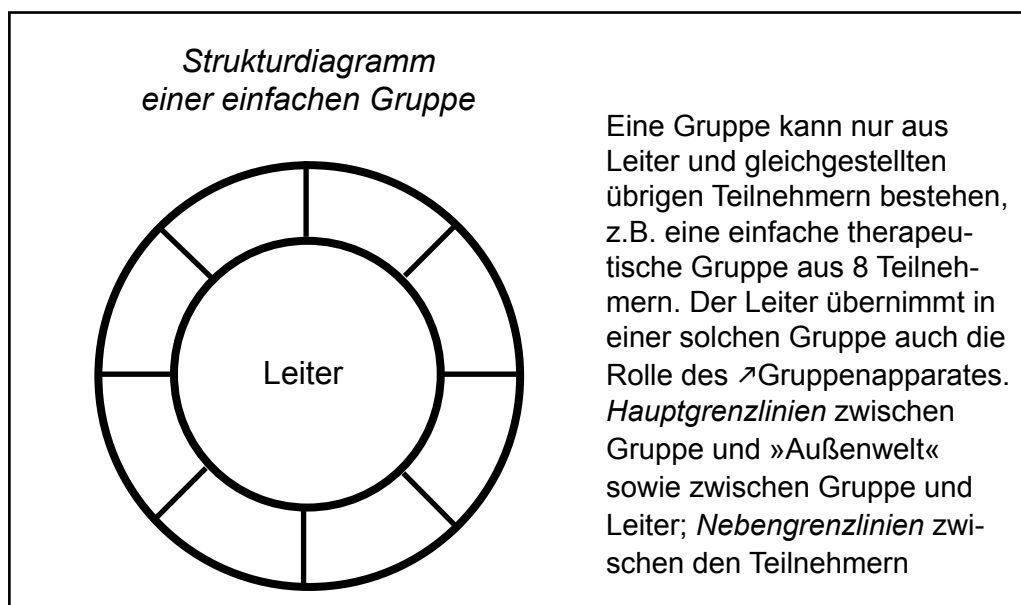 Strukturdiagramm
einer einfachen Gruppe
Leiter
Eine Gruppe kann nur aus
Leiter und gleichgestellten
übrigen Teilnehmern bestehen,
z.B. eine einfache therapeu-
tische Gruppe aus 8 Teilneh-
mern. Der Leiter übernimmt in
einer solchen Gruppe auch die
Rolle des ↗Gruppenapparates.
Hauptgrenzlinien zwischen
Gruppe und »Außenwelt«
sowie zwischen Gruppe und
Leiter; Nebengrenzlinien zwi-
schen den Teilnehmern